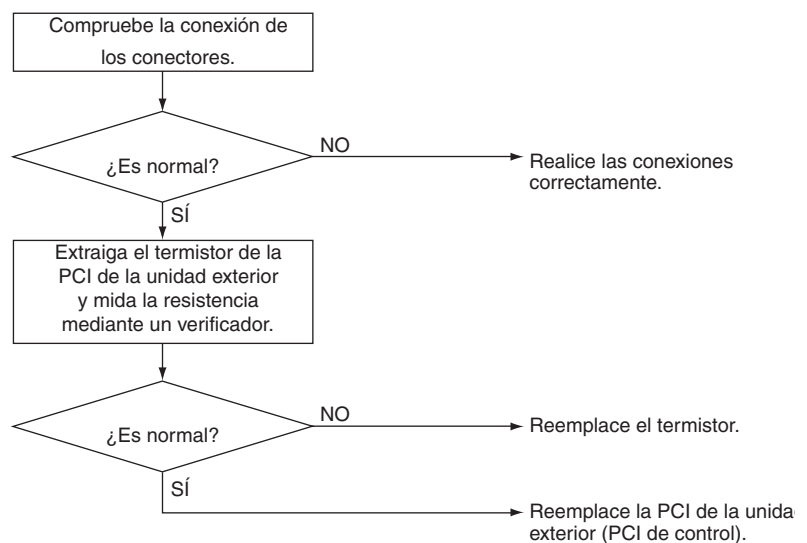 Compruebe la conexión de
los conectores.
¿Es normal?
NO
Realice las conexiones
correctamente.
SÍ
Extraiga el termistor de la
PCI de la unidad exterior
y mida la resistencia
mediante un verificador.
¿Es normal?
NO
Reemplace el termistor.
SÍ
Reemplace la PCI de la unidad
exterior (PCI de control).